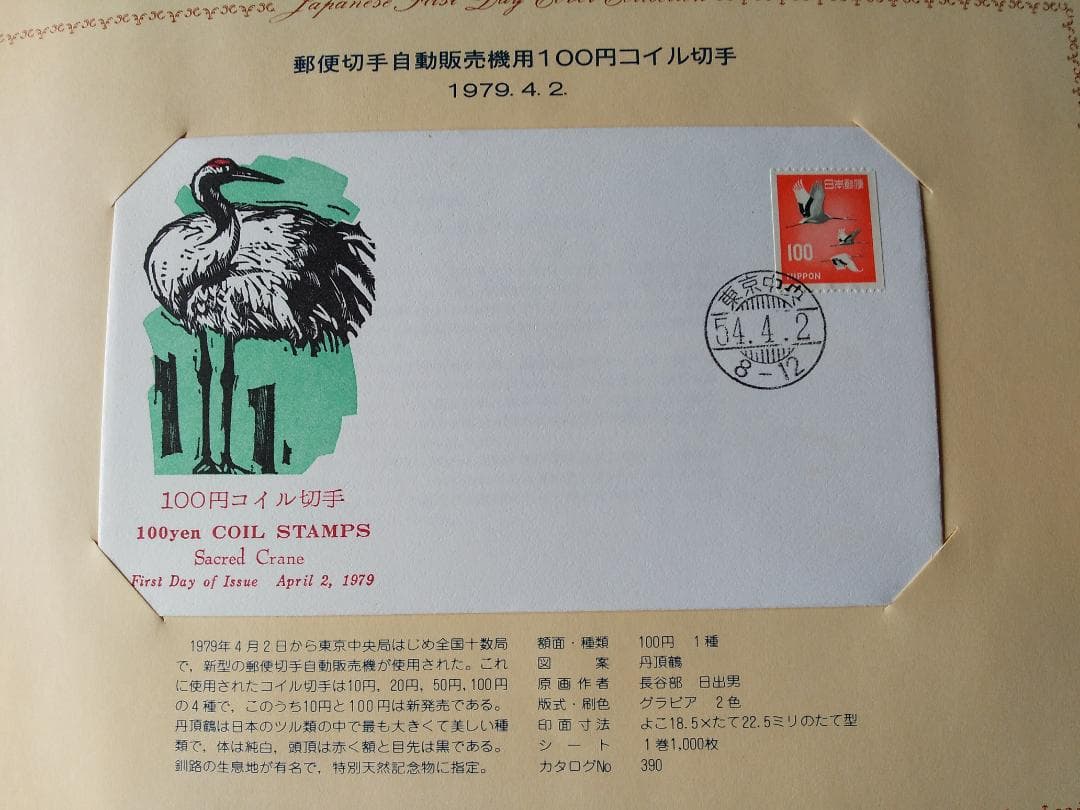 Japanese First Day Cover Collection
郵便切手自動販売機用100円コイル切手
1979. 4. 2.
日本郵便
100
NIPPON
東京中央
54.4.2
8-12
100円コイル切手
100yen COIL STAMPS
Sacred Crane
First Day of Issue April 2, 1979
1979年4月2日から東京中央局はじめ全国十数局
で，新型の郵便切手自動販売機が使用された。これ
に使用されたコイル切手は10円，20円，50円，100円
の4種で，このうち10円と100円は新発売である。
丹頂鶴は日本のツル類の中で最も大きくて美しい種
類で，体は純白，頭頂は赤く額と目先は黒である。
釧路の生息地が有名で，特別天然記念物に指定。
額面・種類 100円 1種
図案 丹頂鶴
原画作者 長谷部 日出男
版式・刷色 グラビア 2色
印面寸法 よこ18.5×たて22.5ミリのたて型
シート 1巻1,000枚
カタログNo 390